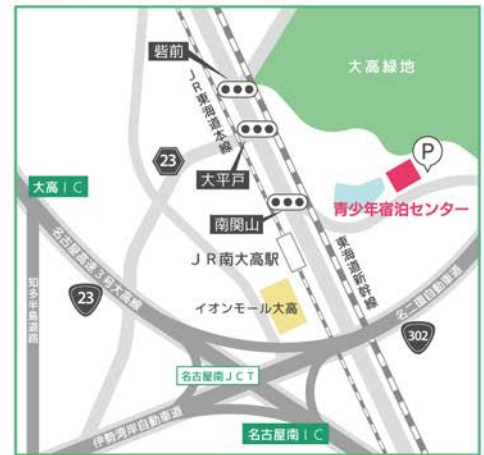 砦前
大高緑地
JR東海道本線
23
P
大平戸
大高IC
青少年宿泊センター
南関山
JR南大高駅
東海道新幹線
名古屋高速3号大高線
名二環自動車道
23
知多半島道路
イオンモール大高
302
名古屋南JCT
伊勢湾岸自動車道
名古屋南IC